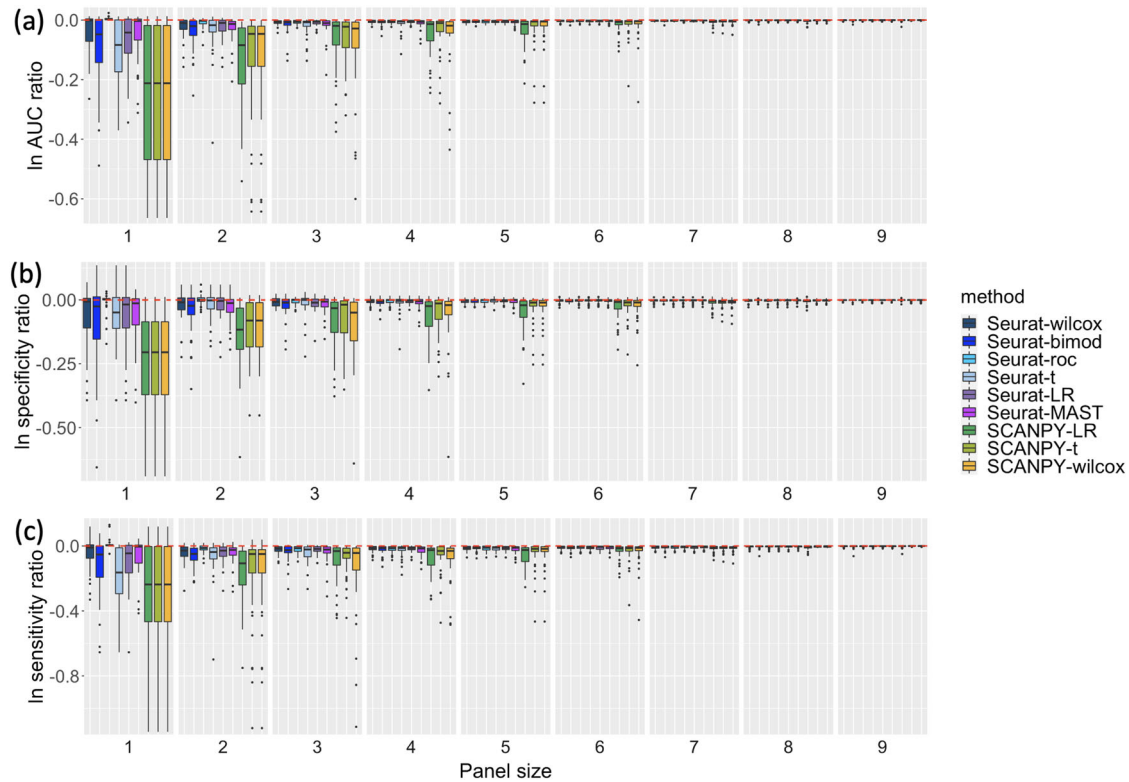 (a)
ln AUC ratio
0.0
-0.2
-0.4
-0.6
1 2 3 4 5 6 7 8 9
(b)
ln specificity ratio
0.00
-0.25
-0.50
1 2 3 4 5 6 7 8 9
(c)
ln sensitivity ratio
0.0
-0.4
-0.8
1 2 3 4 5 6 7 8 9
Panel size
method
Seurat-wilcox
Seurat-bimod
Seurat-roc
Seurat-t
Seurat-LR
Seurat-MAST
SCANPY-LR
SCANPY-t
SCANPY-wilcox